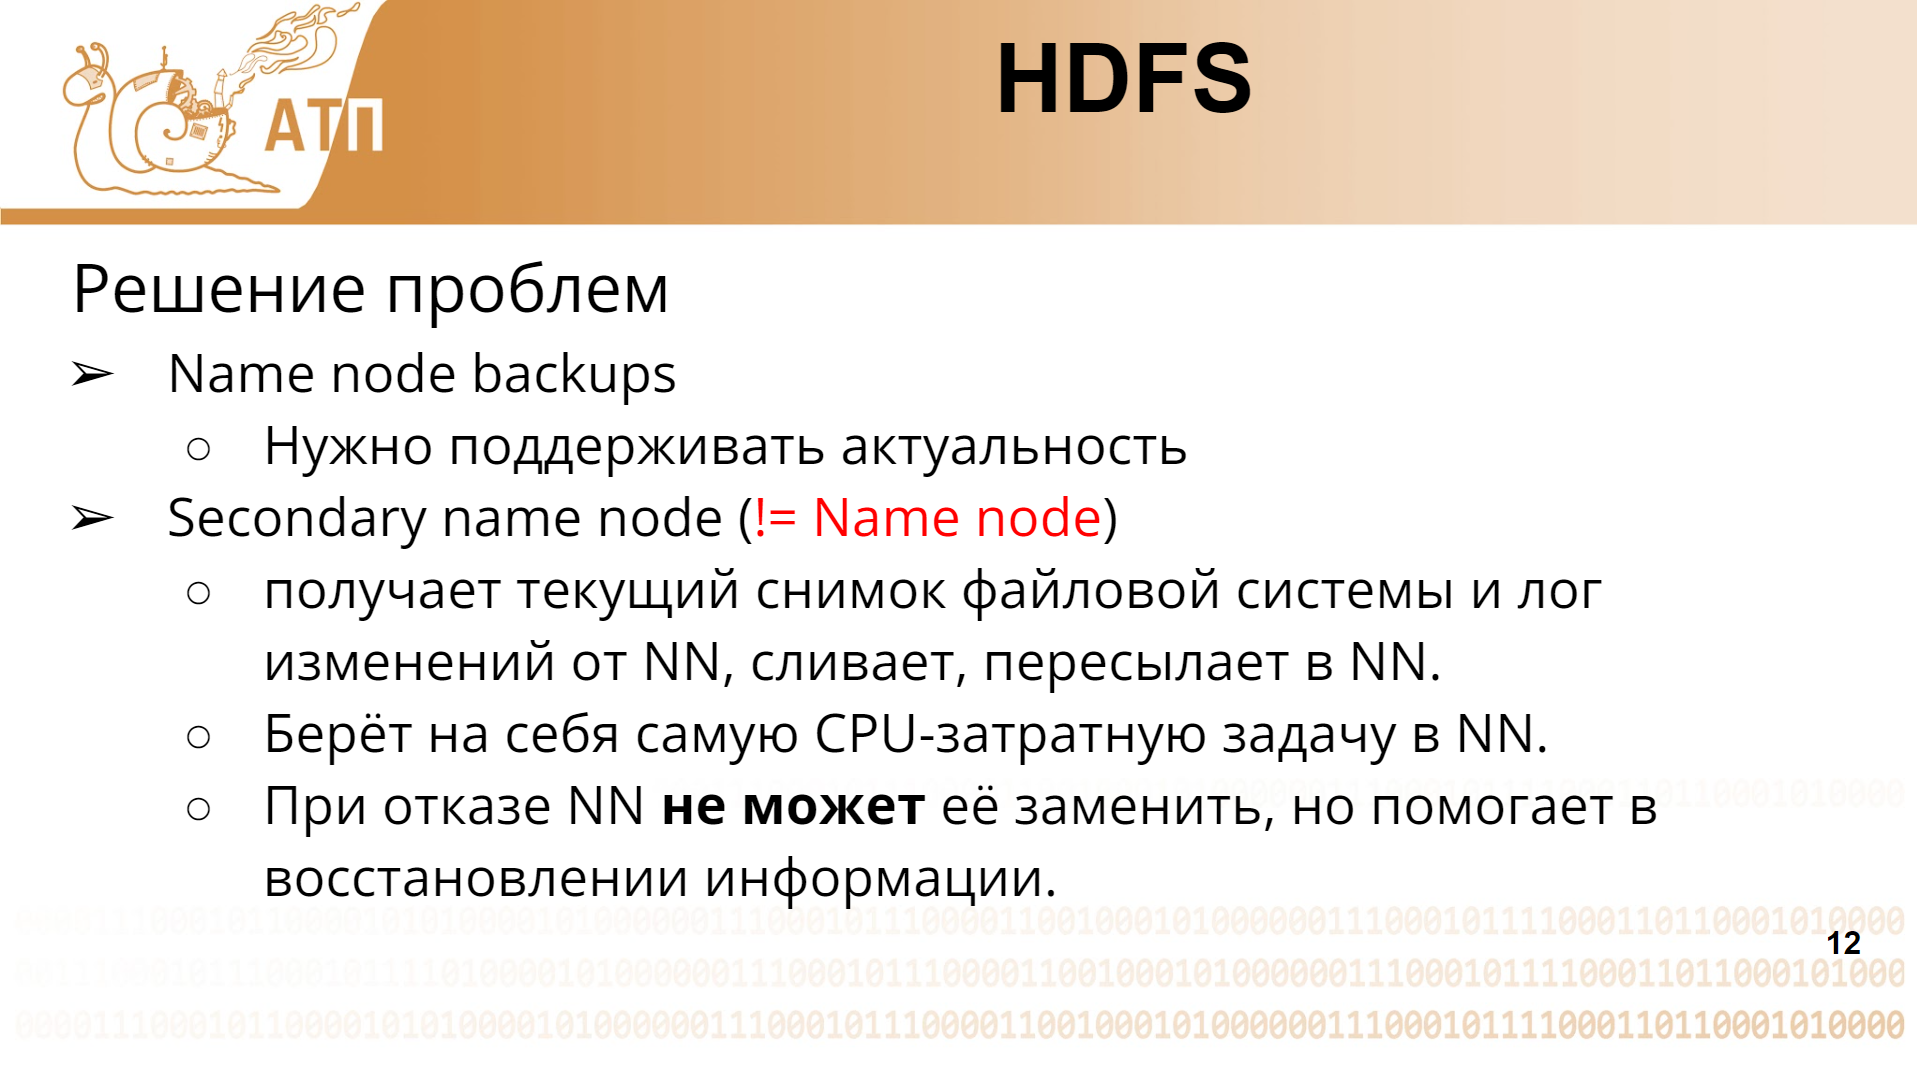 АТП
HDFS
Решение проблем
➢ Name node backups
○ Нужно поддерживать актуальность
➢ Secondary name node (!= Name node)
○ получает текущий снимок файловой системы и лог
изменений от NN, сливает, пересылает в NN.
○ Берёт на себя самую CPU-затратную задачу в NN.
○ При отказе NN не может её заменить, но помогает в
восстановлении информации.
12